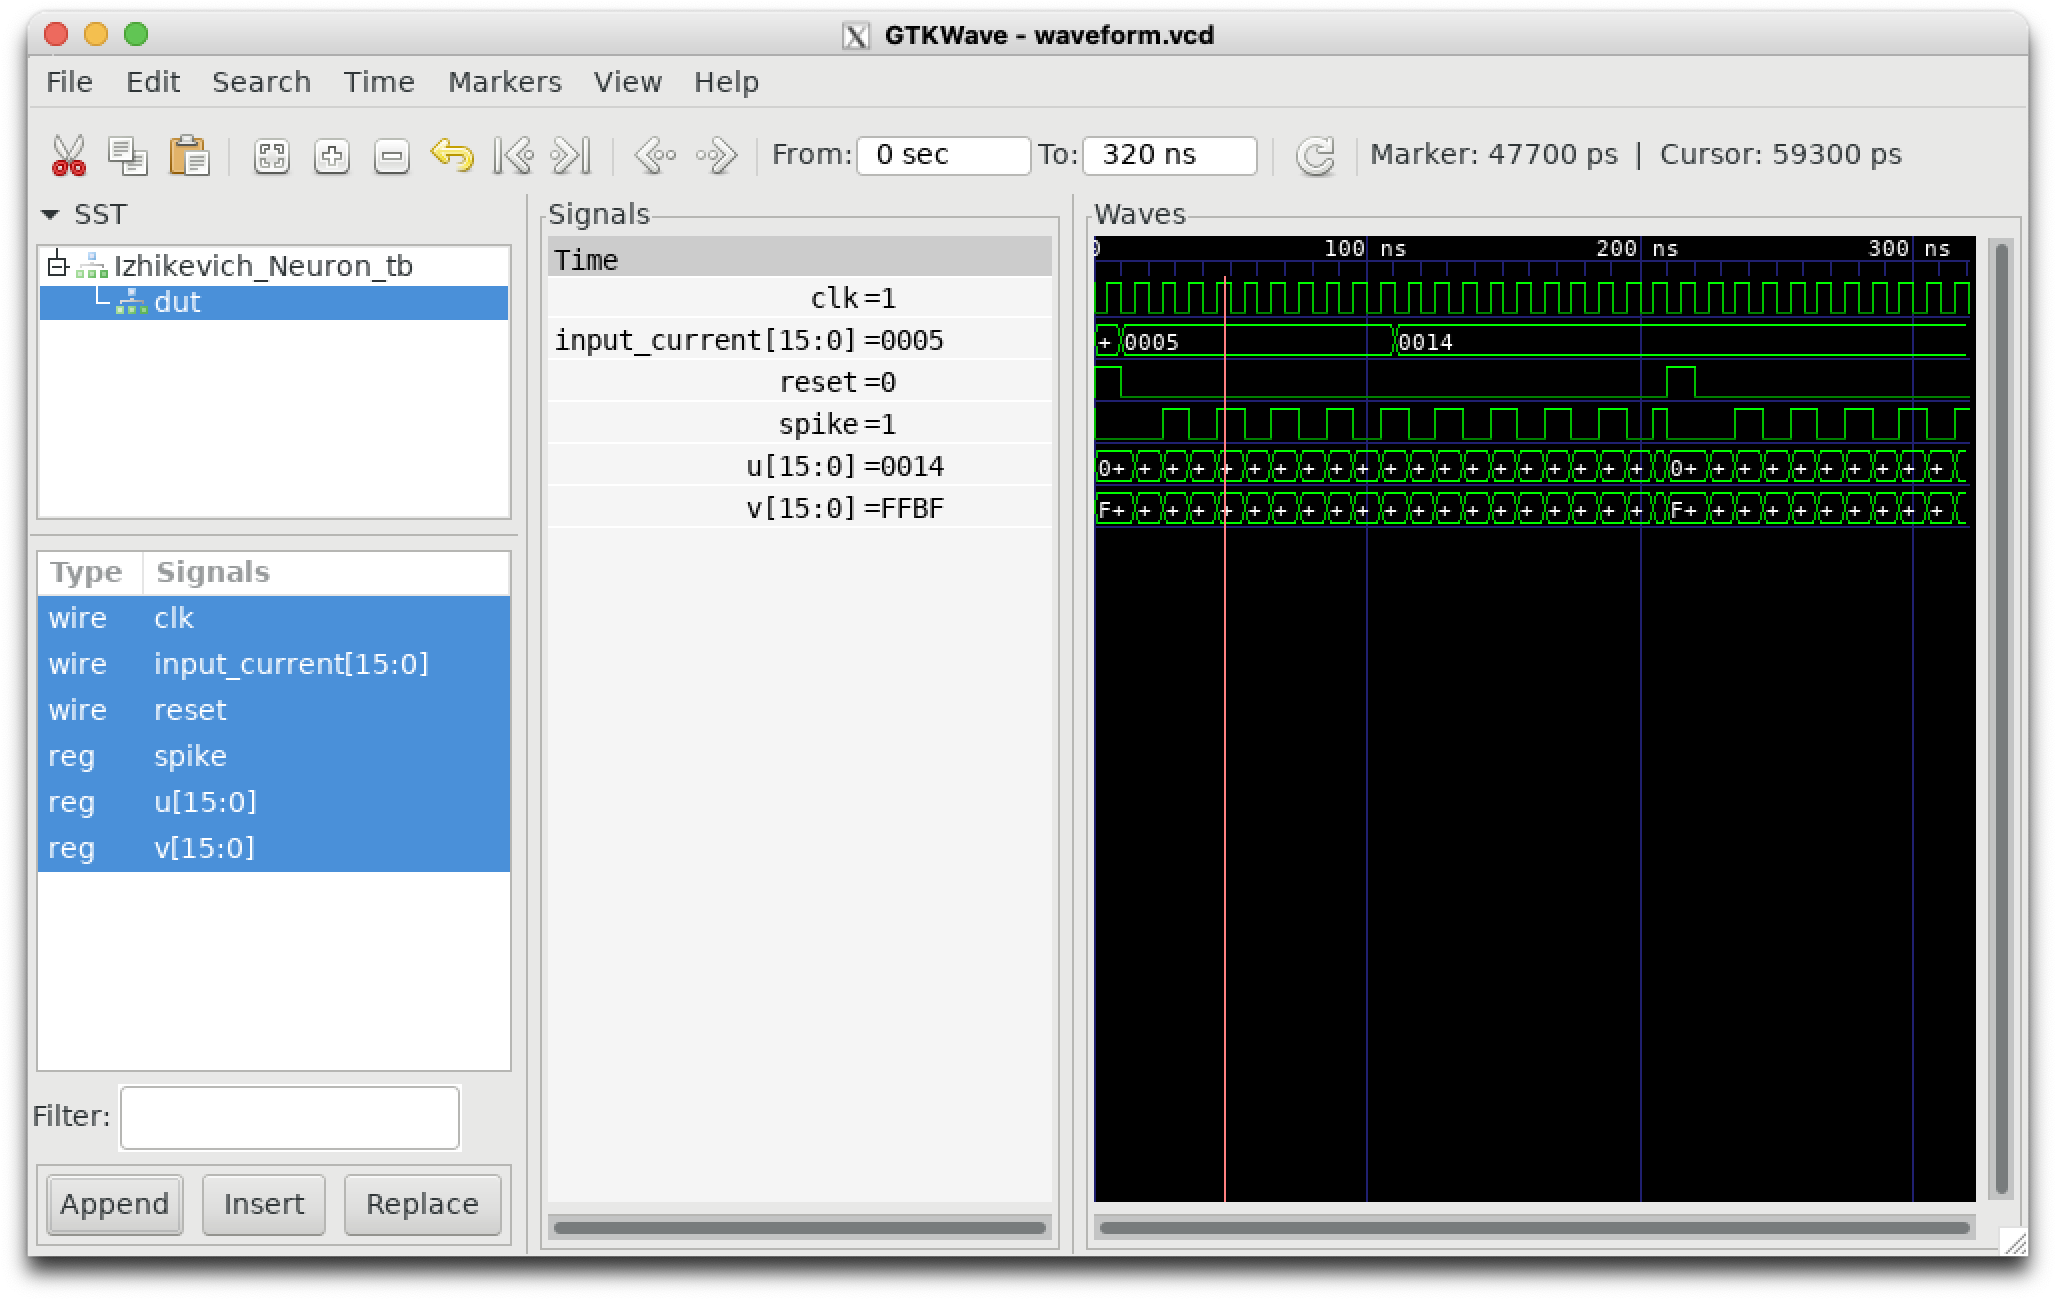 GTKWave - waveform.vcd
File Edit Search Time Markers View Help
From: 0 sec To: 320 ns Marker: 47700 ps | Cursor: 59300 ps
SST
Izhikevich_Neuron_tb
dut
Type Signals
wire clk
wire input_current[15:0]
wire reset
reg spike
reg u[15:0]
reg v[15:0]
Filter:
Append Insert Replace
Signals
Time
clk=1
input_current[15:0]=0005
reset=0
spike=1
u[15:0]=0014
v[15:0]=FFBF
Waves
0 100 ns 200 ns 300 ns
+ 0005 0014
0+ + + + + + + + + + + + + + + + + + + + 0+ + + + + + + + + +
F+ + + + + + + + + + + + + + + + + + + + F+ + + + + + + + + +